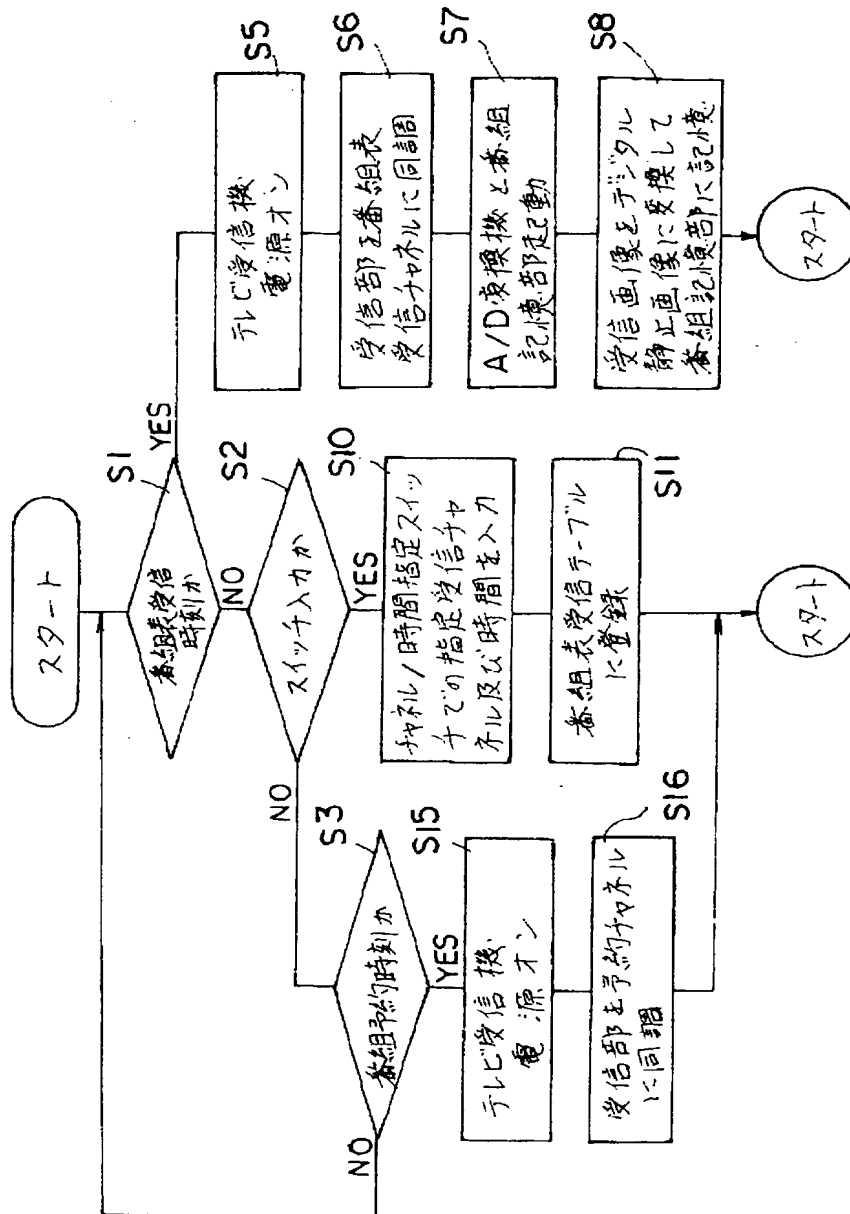 スタート
S1
番組表受信
時刻か
YES
NO
S2
スイッチ入力か
YES
NO
S3
番組予約時刻か
YES
NO
S5
テレビ受信機
電源オン
S6
受信部を番組表
受信チャネルに同調
S7
A/D変換機と番組
記憶部起動
S8
受信画像をデジタル
静止画像に変換して
番組記憶部に記憶
スタート
S10
チャネル/時間指定スイッ
チでの指定受信チャ
ネル及び時間を入力
S11
番組表受信テーブル
に登録
スタート
S15
テレビ受信機
電源オン
S16
受信部を予約チャネル
に同調